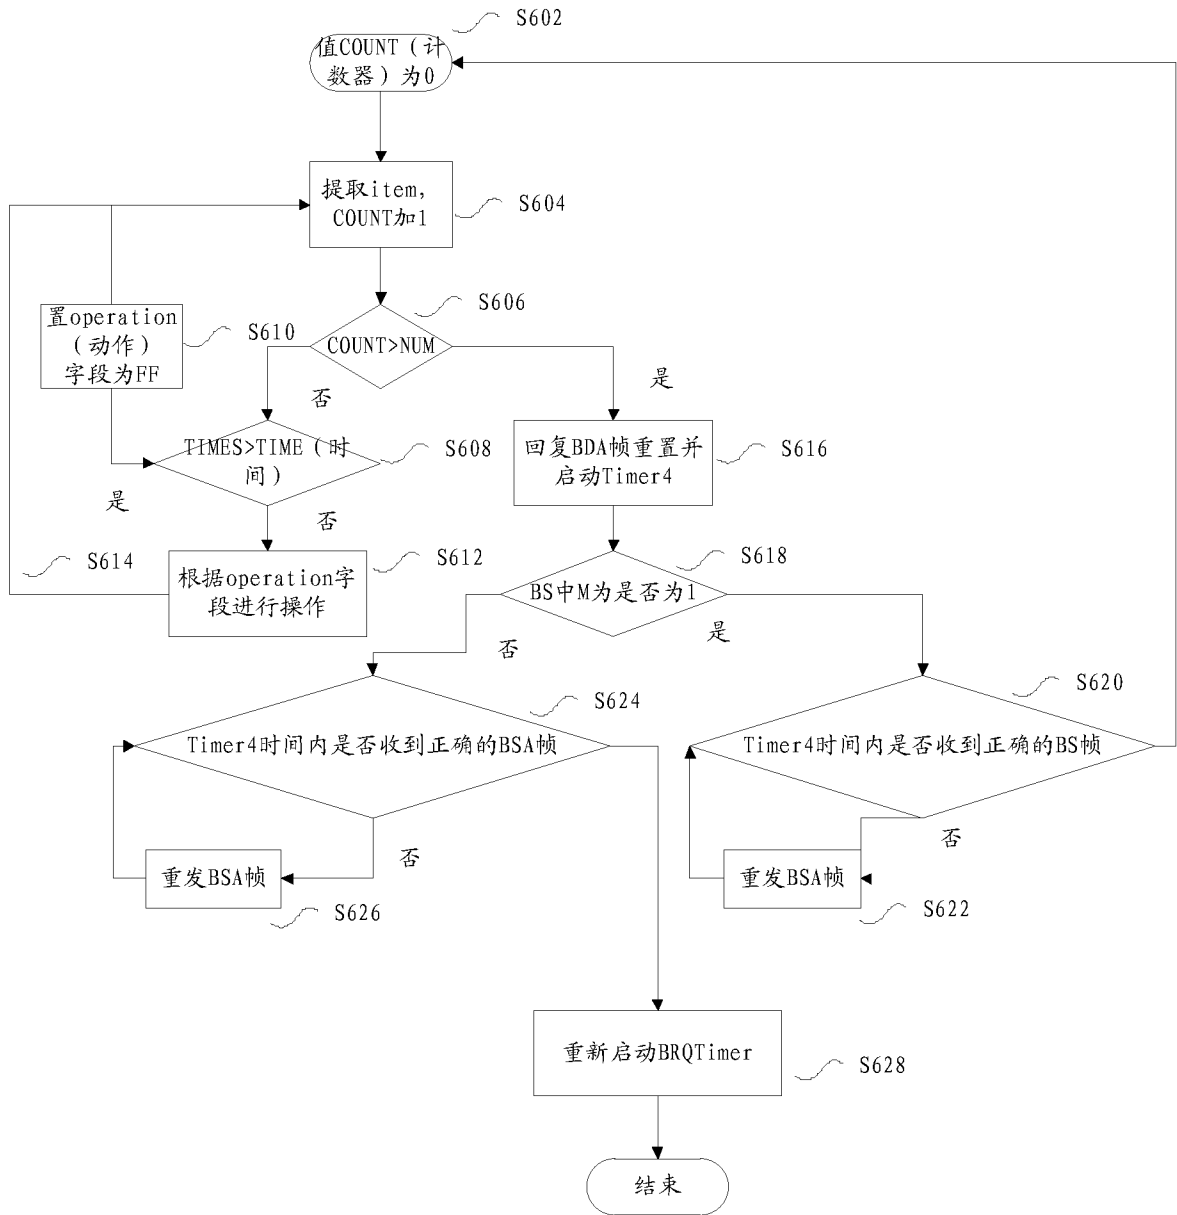 S602
值COUNT（计
数器）为0
提取item,
COUNT加1
S604
S606
置operation
（动作）
字段为FF
S610
COUNT>NUM
是
否
TIMES>TIME（时
间）
S608
回复BDA帧重置并
启动Timer4
S616
是
否
S614
根据operation字
段进行操作
S612
S618
BS中M为是否为1
是
否
S624
S620
Timer4时间内是否收到正确的BSA帧
Timer4时间内是否收到正确的BS帧
否
否
重发BSA帧
重发BSA帧
S626
S622
重新启动BRQTimer
S628
结束